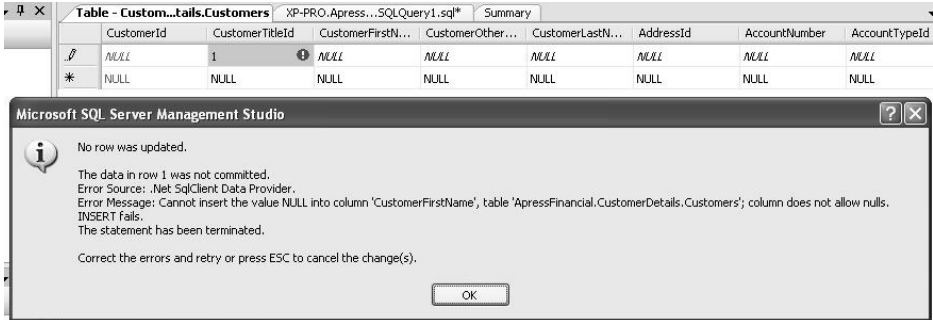 Table - Custom...tails.Customers XP-PRO.Apress...SQLQuery1.sql* Summary
CustomerId CustomerTitleId CustomerFirstN... CustomerOther... CustomerLastN... AddressId AccountNumber AccountTypeId
NULL 1 NULL NULL NULL NULL NULL NULL
NULL NULL NULL NULL NULL NULL NULL NULL
Microsoft SQL Server Management Studio
No row was updated.
The data in row 1 was not committed.
Error Source: .Net SqlClient Data Provider.
Error Message: Cannot insert the value NULL into column 'CustomerFirstName', table 'ApressFinancial.CustomerDetails.Customers'; column does not allow nulls.
INSERT fails.
The statement has been terminated.
Correct the errors and retry or press ESC to cancel the change(s).
OK